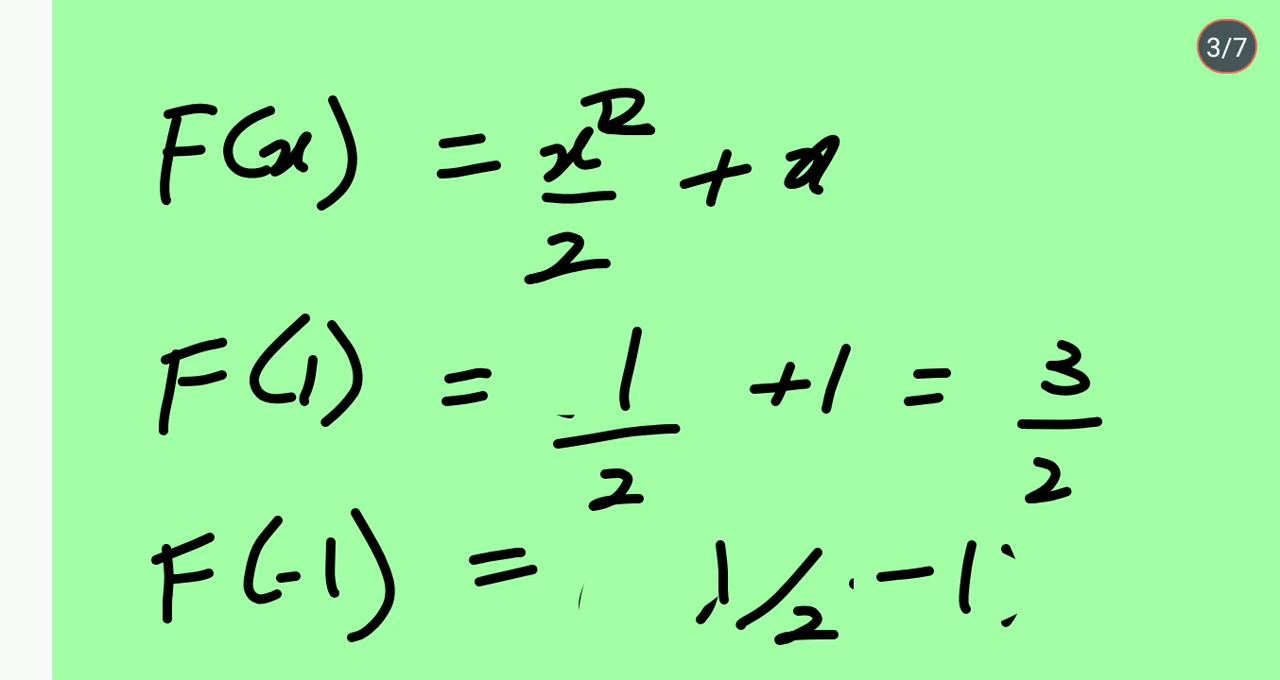 3/7
F(x) = x²/2 + x
F(1) = 1/2 + 1 = 3/2
F(-1) = 1/2 - 1